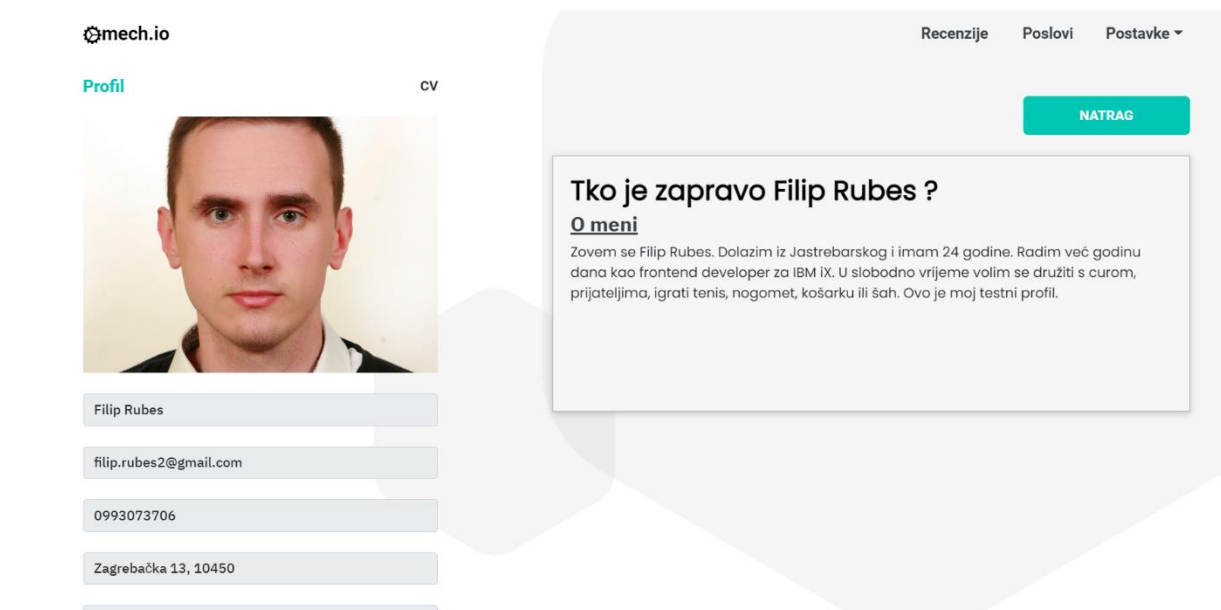 mech.io
Recenzije Poslovi Postavke
Profil CV
NATRAG
Tko je zapravo Filip Rubes ?
O meni
Zovem se Filip Rubes. Dolazim iz Jastrebarskog i imam 24 godine. Radim već godinu
dana kao frontend developer za IBM iX. U slobodno vrijeme volim se družiti s curom,
prijateljima, igrati tenis, nogomet, košarku ili šah. Ovo je moj testni profil.
Filip Rubes
filip.rubes2@gmail.com
0993073706
Zagrebačka 13, 10450